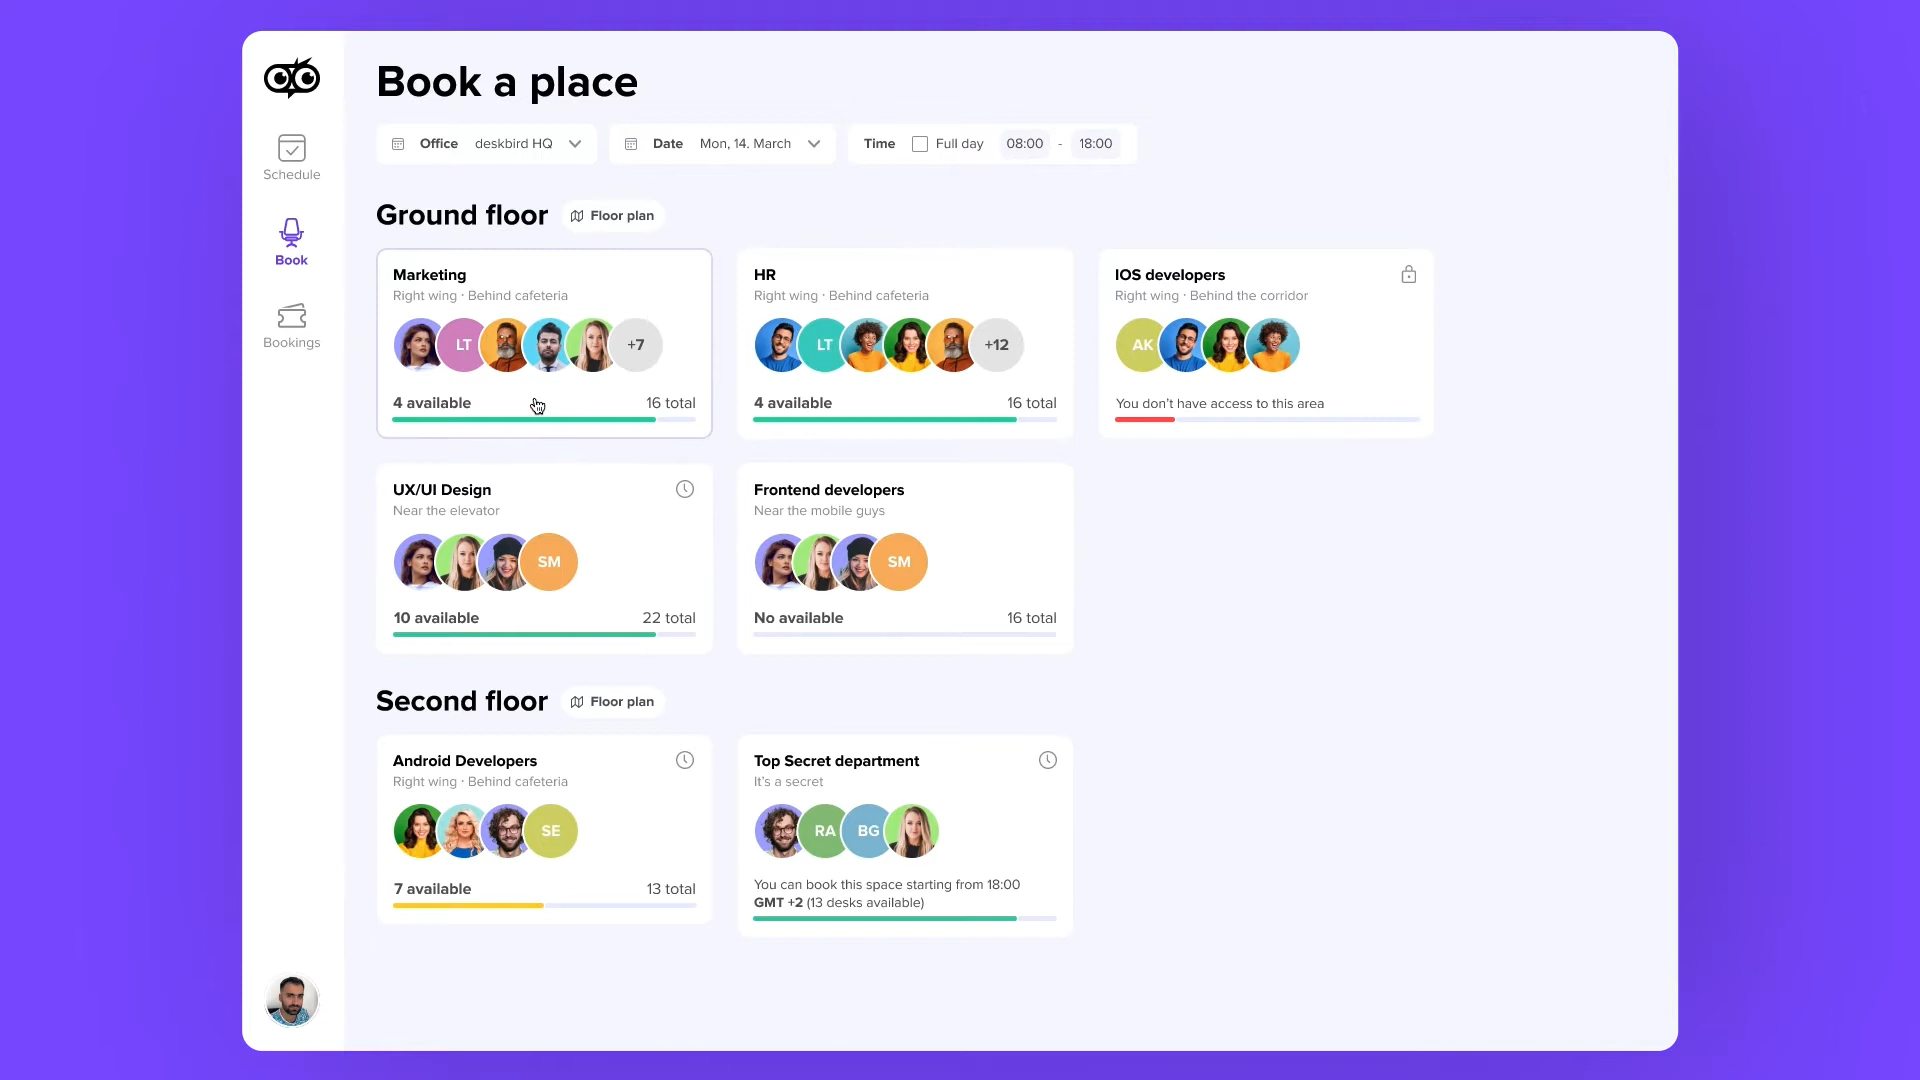 Book a place
Office deskbird HQ
Date Mon, 14. March
Time Full day 08:00 - 18:00
Schedule
Book
Bookings
Ground floor
Floor plan
Marketing
Right wing · Behind cafeteria
LT
+7
4 available
16 total
HR
Right wing · Behind cafeteria
LT
+12
4 available
16 total
IOS developers
Right wing · Behind the corridor
AK
You don’t have access to this area
UX/UI Design
Near the elevator
SM
10 available
22 total
Frontend developers
Near the mobile guys
SM
No available
16 total
Second floor
Floor plan
Android Developers
Right wing · Behind cafeteria
SE
7 available
13 total
Top Secret department
It’s a secret
RA
BG
You can book this space starting from 18:00
GMT +2 (13 desks available)